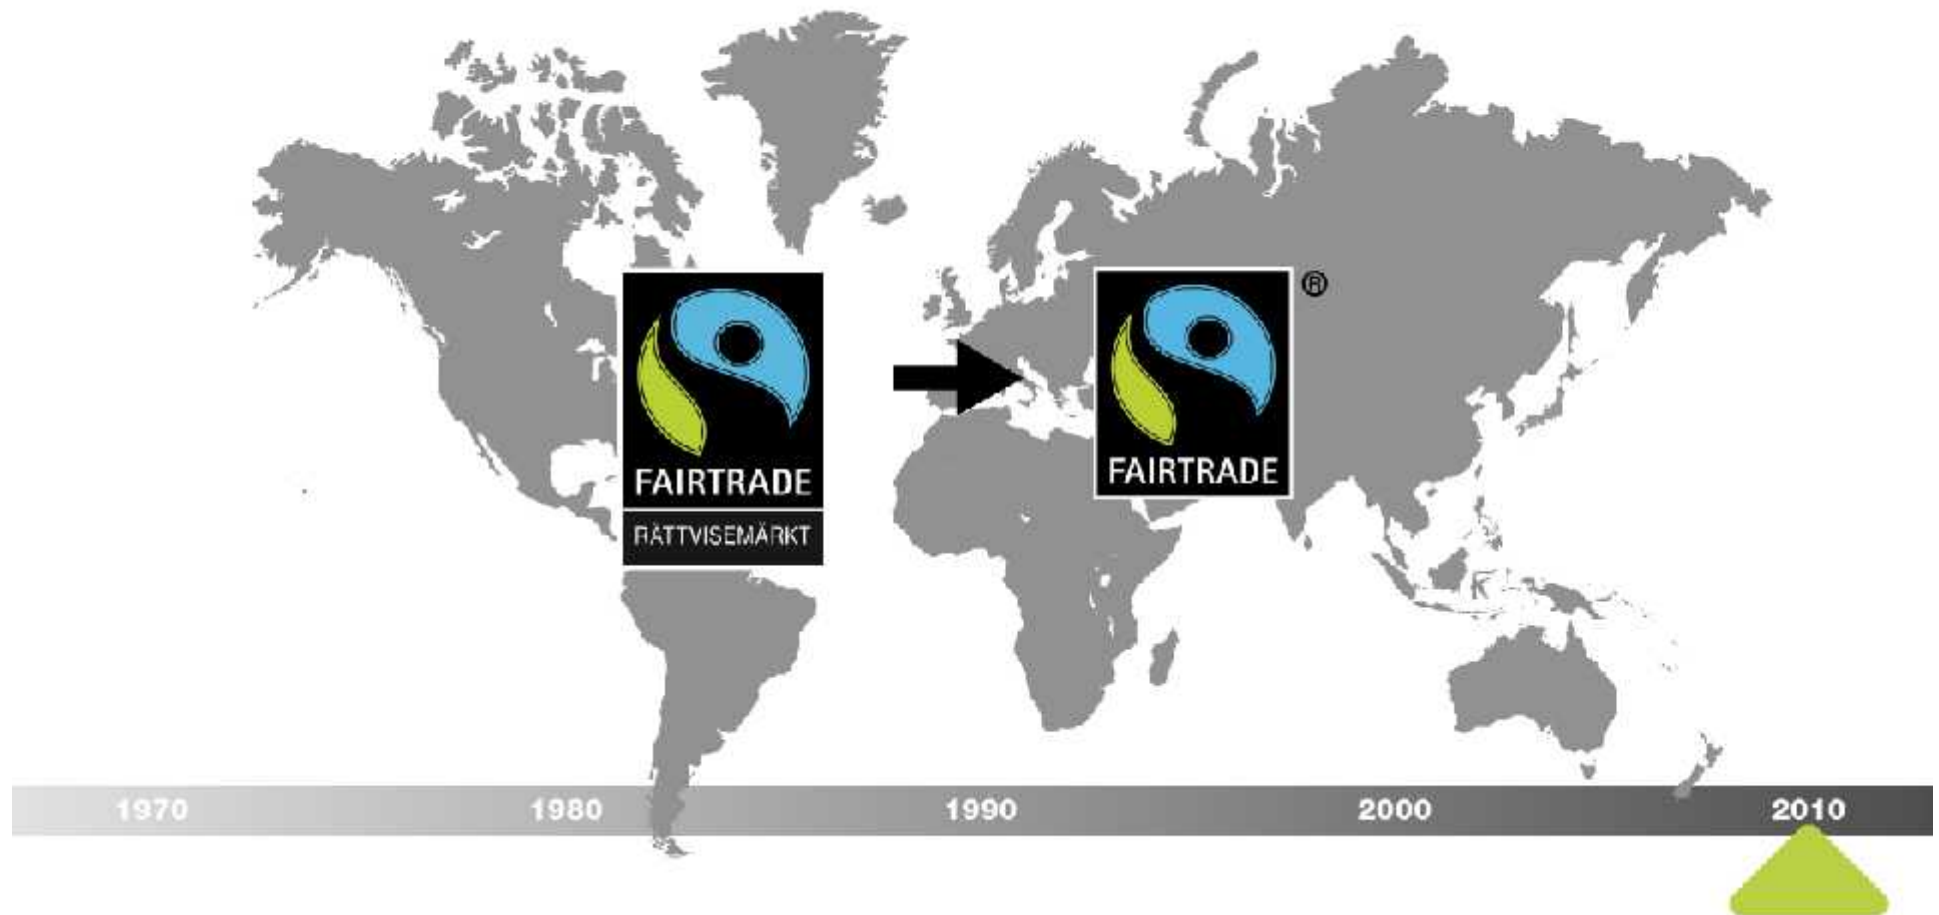 FAIRTRADE
RÄTTVISEMÄRKT
FAIRTRADE
®
1970 1980 1990 2000 2010